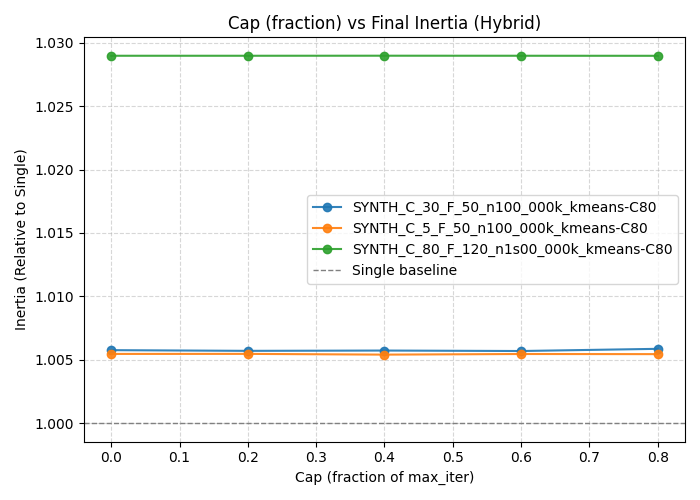 Cap (fraction) vs Final Inertia (Hybrid)
Inertia (Relative to Single)
1.030
1.025
1.020
1.015
1.010
1.005
1.000
SYNTH_C_30_F_50_n100_000k_kmeans-C80
SYNTH_C_5_F_50_n100_000k_kmeans-C80
SYNTH_C_80_F_120_n1s00_000k_kmeans-C80
Single baseline
0.0 0.1 0.2 0.3 0.4 0.5 0.6 0.7 0.8
Cap (fraction of max_iter)